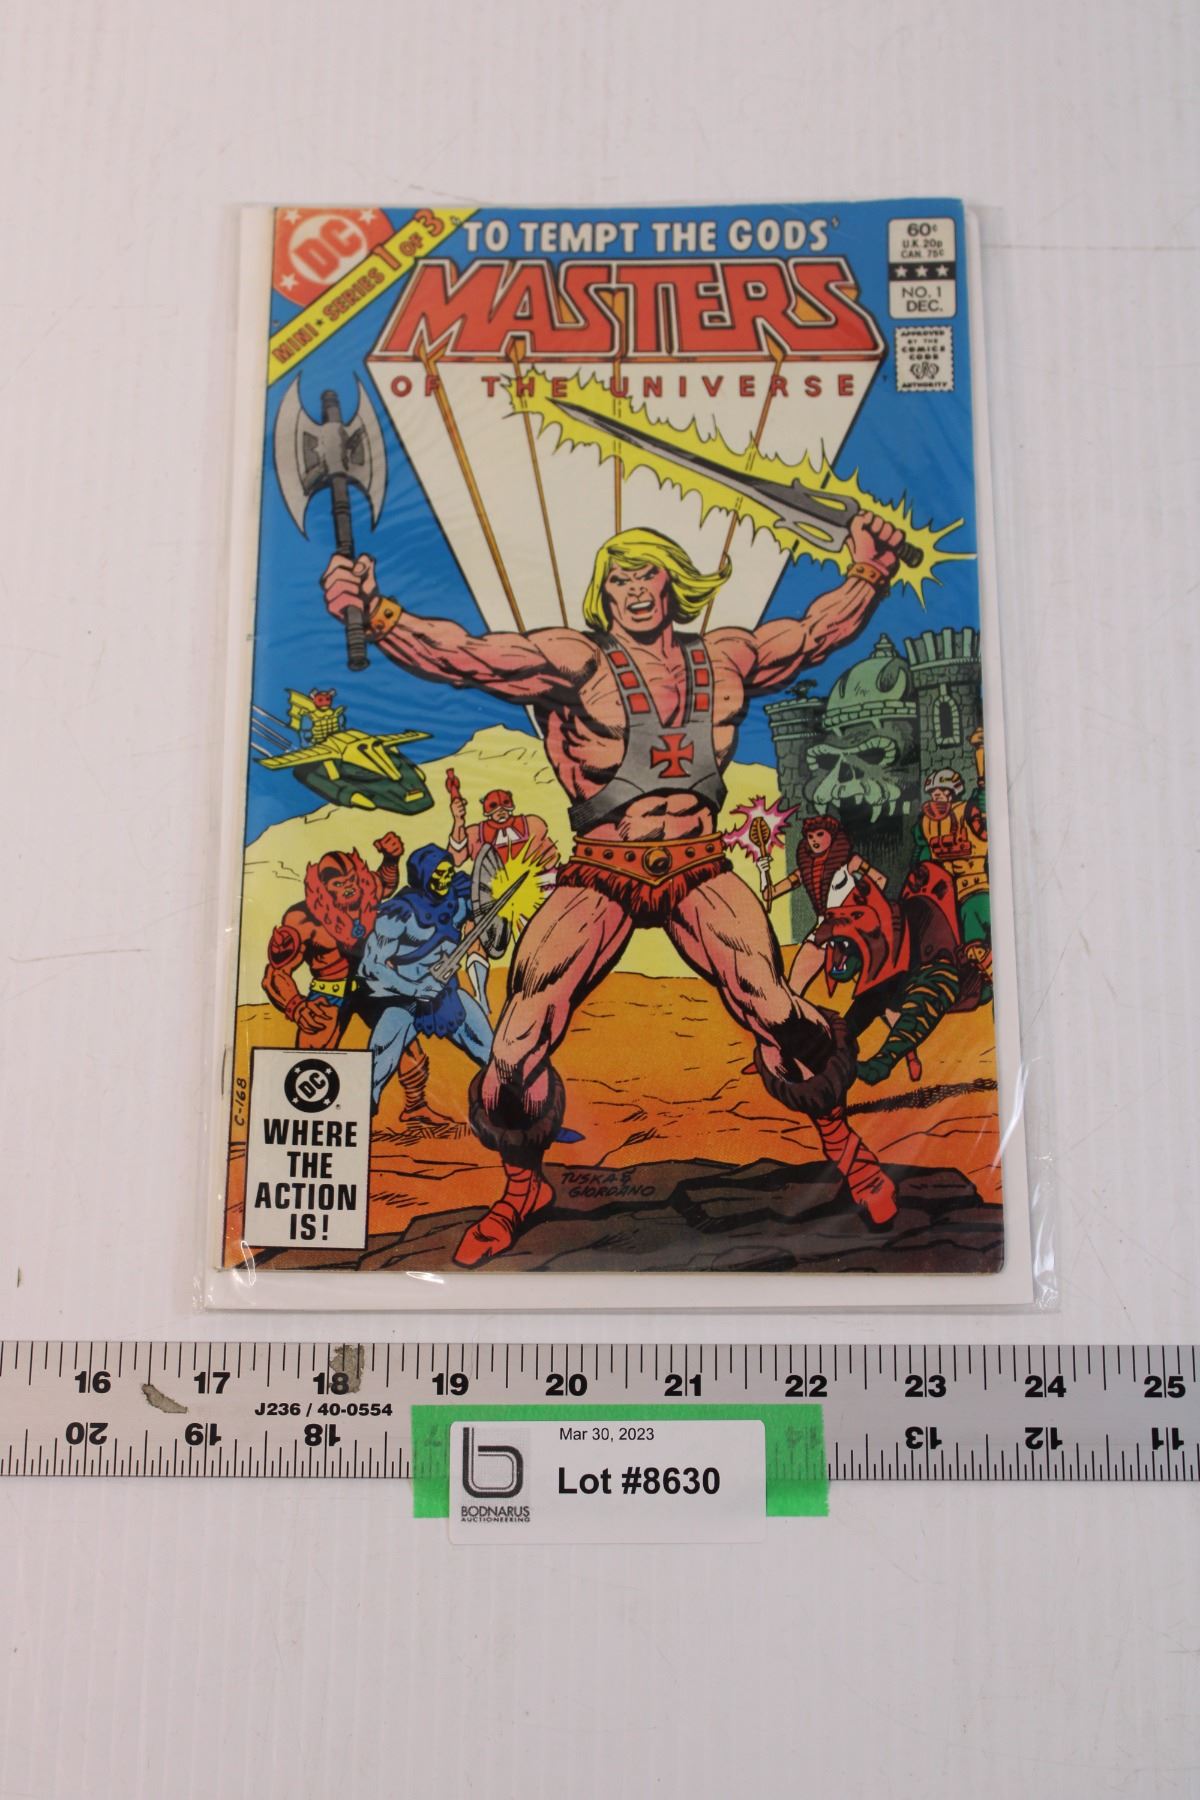 DC
MINI • SERIES 1 OF 3
"TO TEMPT THE GODS"
MASTERS
OF THE UNIVERSE
60¢
U.K. 20p
CAN. 75¢
★ ★ ★
NO. 1
DEC.
APPROVED
BY THE
COMICS
CODE
CA
AUTHORITY
C-168
DC
WHERE
THE
ACTION
IS!
TUSKA &
GIORDANO
16 17 18 19 20 21 22 23 24 25
J236 / 40-0554
20 19 18 14 13 12 11
Mar 30, 2023
Lot #8630
b
BODNARUS
AUCTIONEERING